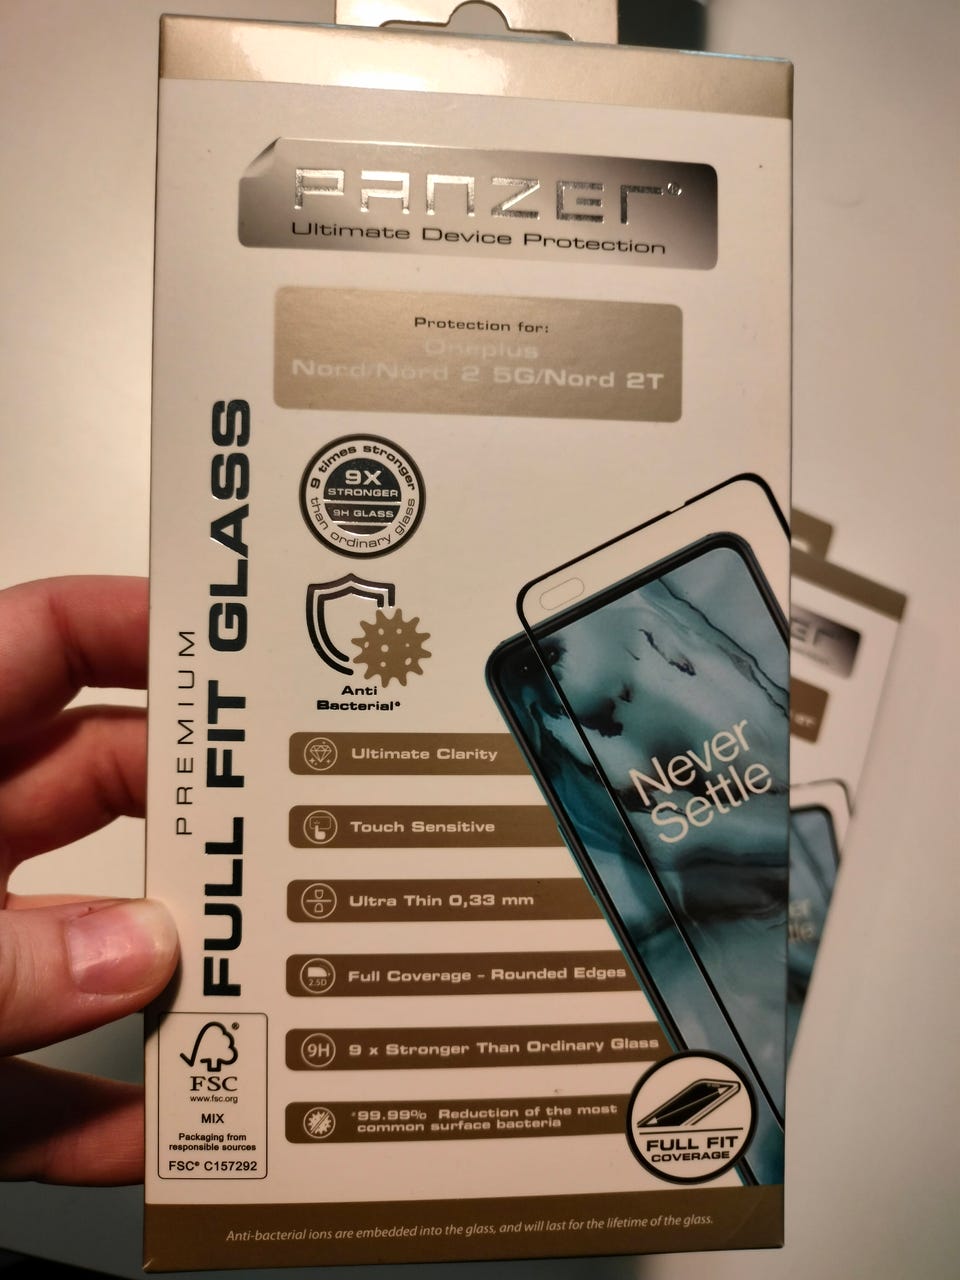 PANZER®
Ultimate Device Protection
Protection for:
Oneplus
Nord/Nord 2 5G/Nord 2T
PREMIUM
FULL FIT GLASS
9 times stronger
9X
STRONGER
9H GLASS
than ordinary glass
Anti
Bacterial*
Ultimate Clarity
Touch Sensitive
Ultra Thin 0,33 mm
2.5D
Full Coverage - Rounded Edges
9H
9 x Stronger Than Ordinary Glass
*99.99% Reduction of the most
common surface bacteria
Never
Settle
FULL FIT
COVERAGE
FSC®
www.fsc.org
MIX
Packaging from
responsible sources
FSC® C157292
Anti-bacterial ions are embedded into the glass, and will last for the lifetime of the glass.